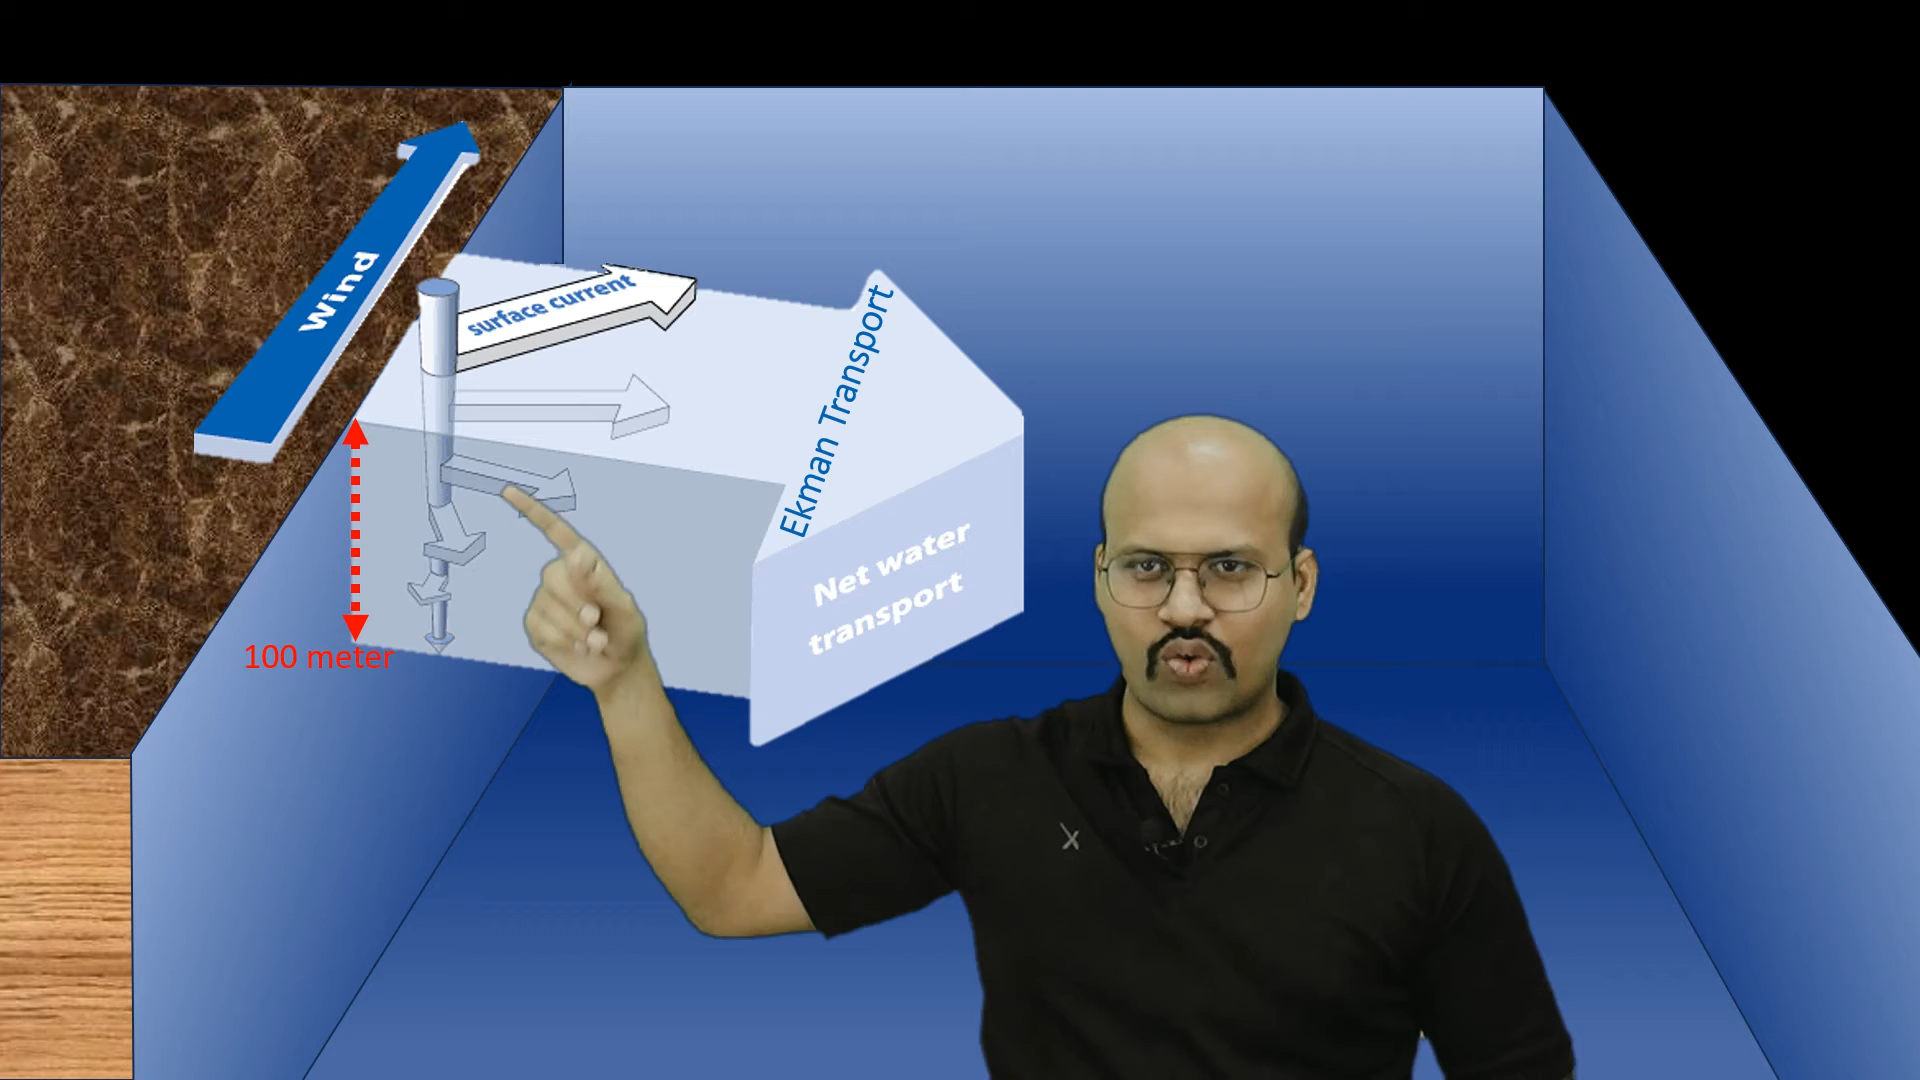 Wind
surface current
Ekman Transport
Net water
transport
100 meter